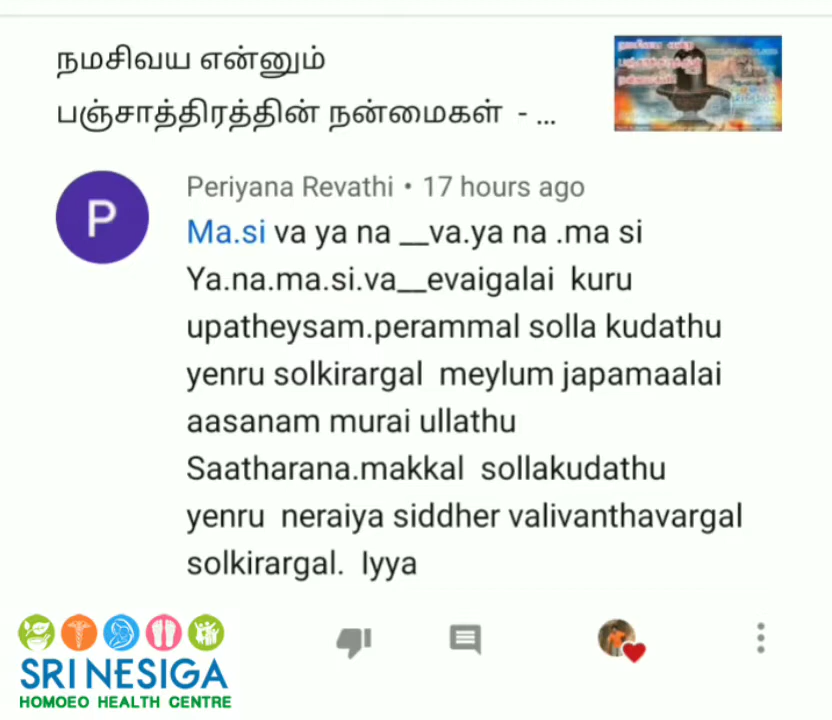 நமசிவய என்னும்
பஞ்சாத்திரத்தின் நன்மைகள் - ...
Periyana Revathi • 17 hours ago
Ma.si va ya na __va.ya na .ma si
Ya.na.ma.si.va__evaigalai kuru
upatheysam.perammal solla kudathu
yenru solkirargal meylum japamaalai
aasanam murai ullathu
Saatharana.makkal sollakudathu
yenru neraiya siddher valivanthavargal
solkirargal. Iyya
SRI NESIGA
HOMOEO HEALTH CENTRE